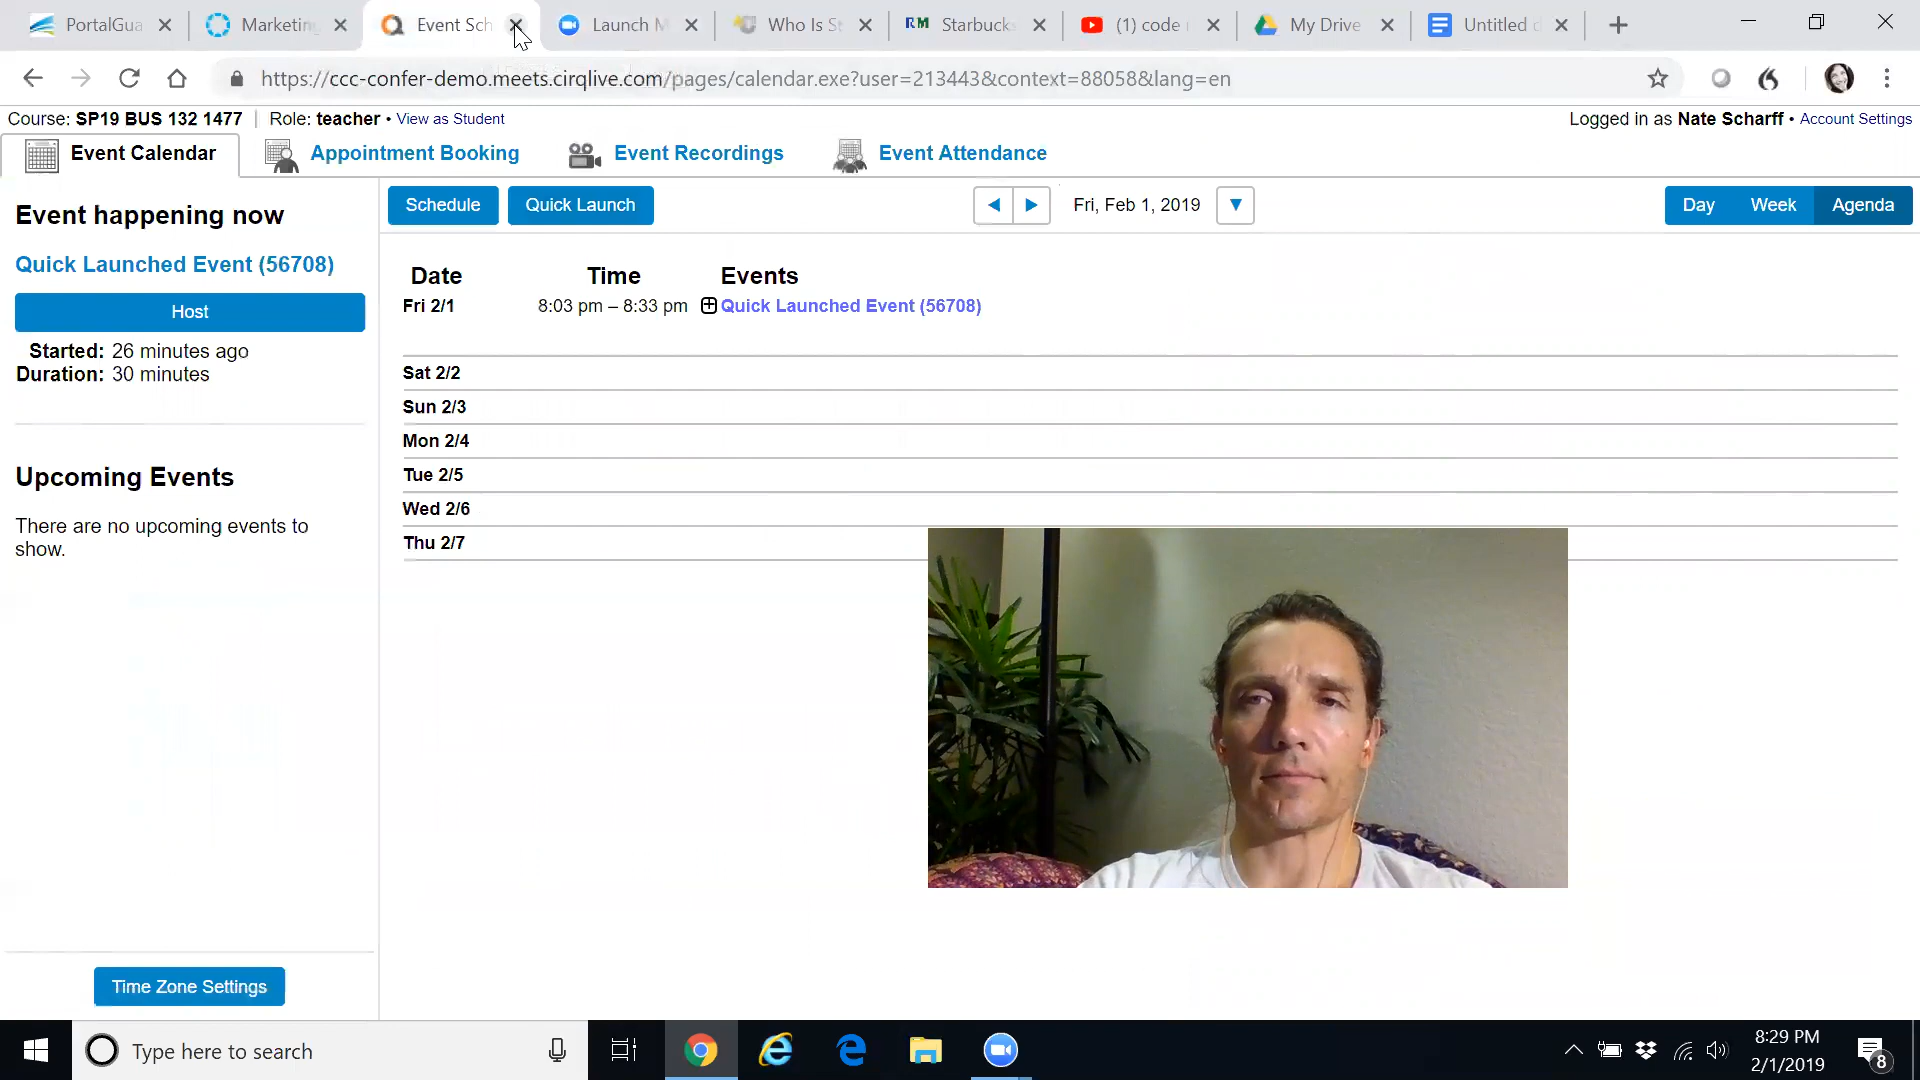 PortalGua
Marketing
Event Sch
Launch M
Who Is St
RM Starbucks
(1) code r
My Drive
Untitled d
https://ccc-confer-demo.meets.cirqlive.com/pages/calendar.exe?user=213443&context=88058&lang=en
Course: SP19 BUS 132 1477 | Role: teacher • View as Student
Logged in as Nate Scharff • Account Settings
Event Calendar
Appointment Booking
Event Recordings
Event Attendance
Event happening now
Quick Launched Event (56708)
Host
Started: 26 minutes ago
Duration: 30 minutes
Upcoming Events
There are no upcoming events to
show.
Time Zone Settings
Schedule
Quick Launch
Fri, Feb 1, 2019
Day
Week
Agenda
Date Time Events
Fri 2/1 8:03 pm – 8:33 pm Quick Launched Event (56708)
Sat 2/2
Sun 2/3
Mon 2/4
Tue 2/5
Wed 2/6
Thu 2/7
Type here to search
8:29 PM
2/1/2019
8